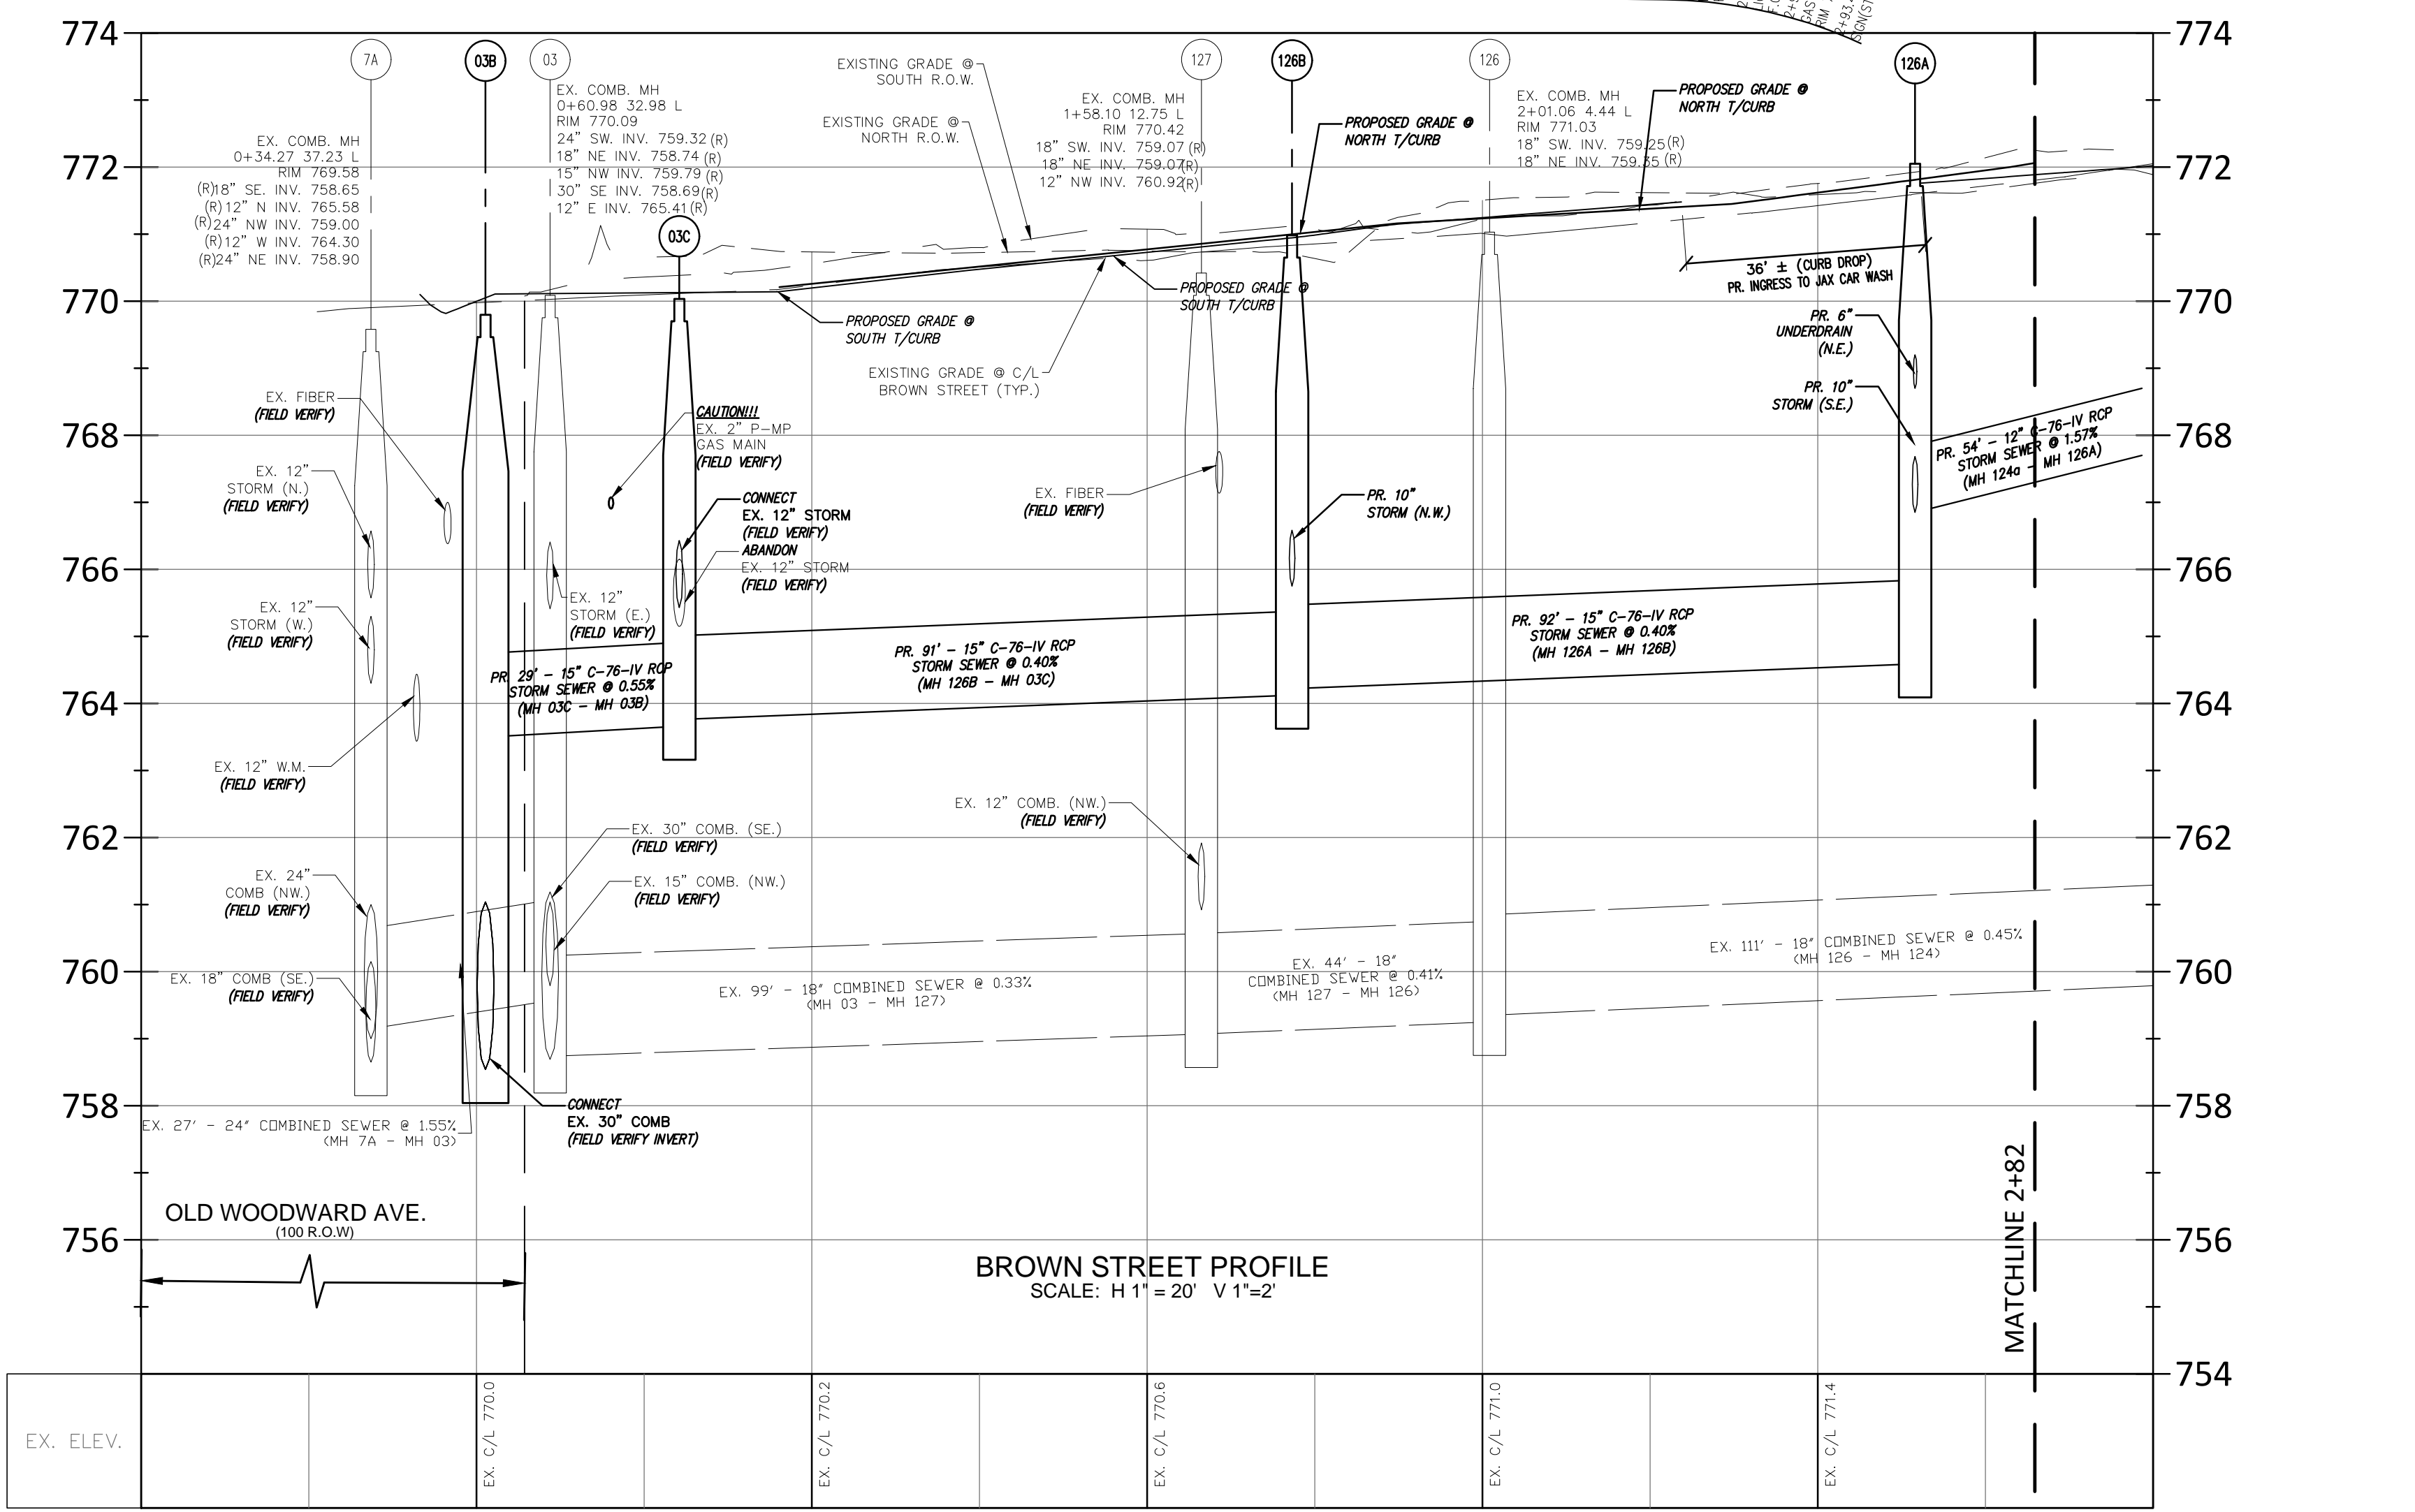 774
772
770
768
766
764
762
760
758
756
774
772
770
768
766
764
762
760
758
756
754
7A
03B
03
03C
127
126B
126
126A
EX. COMB. MH
0+34.27 37.23 L
RIM 769.58
(R)18" SE. INV. 758.65
(R)12" N INV. 765.58
(R)24" NW INV. 759.00
(R)12" W INV. 764.30
(R)24" NE INV. 758.90
EX. COMB. MH
0+60.98 32.98 L
RIM 770.09
24" SW. INV. 759.32 (R)
18" NE INV. 758.74 (R)
15" NW INV. 759.79 (R)
30" SE INV. 758.69(R)
12" E INV. 765.41(R)
EXISTING GRADE @
SOUTH R.O.W.
EXISTING GRADE @
NORTH R.O.W.
EX. COMB. MH
1+58.10 12.75 L
RIM 770.42
18" SW. INV. 759.07 (R)
18" NE INV. 759.07(R)
12" NW INV. 760.92(R)
PROPOSED GRADE @
NORTH T/CURB
EX. COMB. MH
2+01.06 4.44 L
RIM 771.03
18" SW. INV. 759.25(R)
18" NE INV. 759.35 (R)
PROPOSED GRADE @
NORTH T/CURB
2+93.
SIGN(ST
RIM
GAS
36' ± (CURB DROP)
PR. INGRESS TO JAX CAR WASH
PROPOSED GRADE @
SOUTH T/CURB
PROPOSED GRADE @
SOUTH T/CURB
EXISTING GRADE @ C/L
BROWN STREET (TYP.)
PR. 6"
UNDERDRAIN
(N.E.)
PR. 10"
STORM (S.E.)
PR. 54' - 12" C-76-IV RCP
STORM SEWER @ 1.57%
(MH 124a - MH 126A)
EX. FIBER
(FIELD VERIFY)
CAUTION!!!
EX. 2" P-MP
GAS MAIN
(FIELD VERIFY)
EX. 12"
STORM (N.)
(FIELD VERIFY)
CONNECT
EX. 12" STORM
(FIELD VERIFY)
ABANDON
EX. 12" STORM
(FIELD VERIFY)
EX. FIBER
(FIELD VERIFY)
PR. 10"
STORM (N.W.)
EX. 12"
STORM (W.)
(FIELD VERIFY)
EX. 12"
STORM (E.)
(FIELD VERIFY)
PR. 29' - 15" C-76-IV RCP
STORM SEWER @ 0.55%
(MH 03C - MH 03B)
PR. 91' - 15" C-76-IV RCP
STORM SEWER @ 0.40%
(MH 126B - MH 03C)
PR. 92' - 15" C-76-IV RCP
STORM SEWER @ 0.40%
(MH 126A - MH 126B)
EX. 12" W.M.
(FIELD VERIFY)
EX. 30" COMB. (SE.)
(FIELD VERIFY)
EX. 15" COMB. (NW.)
(FIELD VERIFY)
EX. 12" COMB. (NW.)
(FIELD VERIFY)
EX. 24"
COMB (NW.)
(FIELD VERIFY)
EX. 18" COMB (SE.)
(FIELD VERIFY)
EX. 99' - 18" COMBINED SEWER @ 0.33%
(MH 03 - MH 127)
EX. 44' - 18"
COMBINED SEWER @ 0.41%
(MH 127 - MH 126)
EX. 111' - 18" COMBINED SEWER @ 0.45%
(MH 126 - MH 124)
EX. 27' - 24" COMBINED SEWER @ 1.55%
(MH 7A - MH 03)
CONNECT
EX. 30" COMB
(FIELD VERIFY INVERT)
OLD WOODWARD AVE.
(100 R.O.W)
BROWN STREET PROFILE
SCALE: H 1" = 20' V 1"=2'
MATCHLINE 2+82
EX. ELEV.
EX. C/L 770.0
EX. C/L 770.2
EX. C/L 770.6
EX. C/L 771.0
EX. C/L 771.4